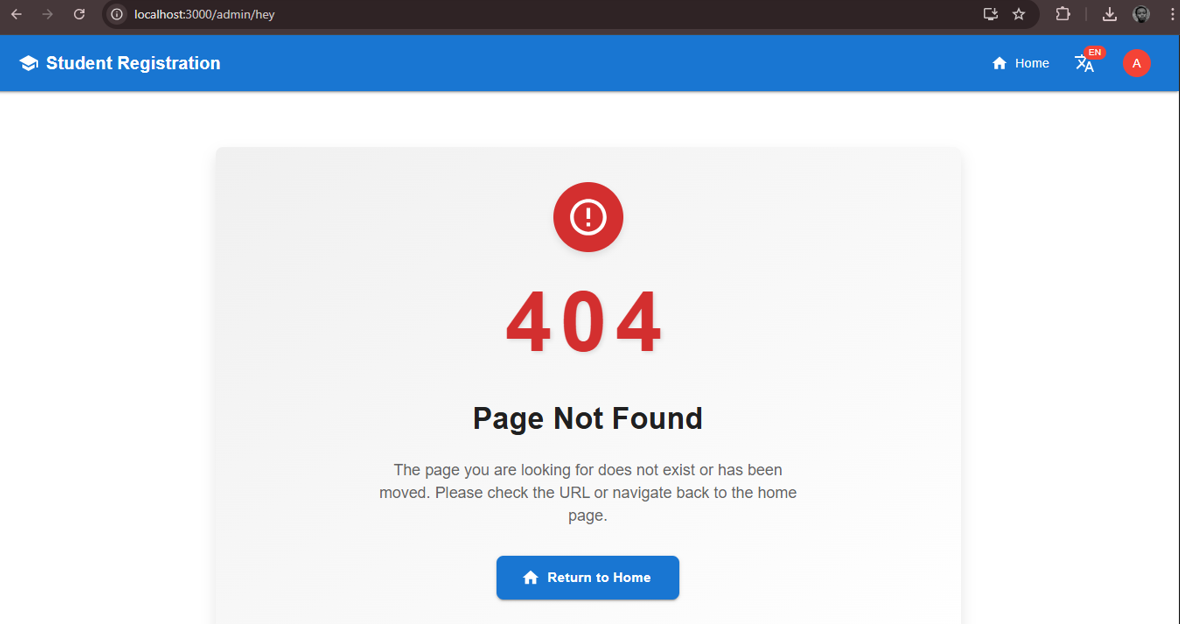 localhost:3000/admin/hey
Student Registration
Home
EN
A
404
Page Not Found
The page you are looking for does not exist or has been
moved. Please check the URL or navigate back to the home
page.
Return to Home